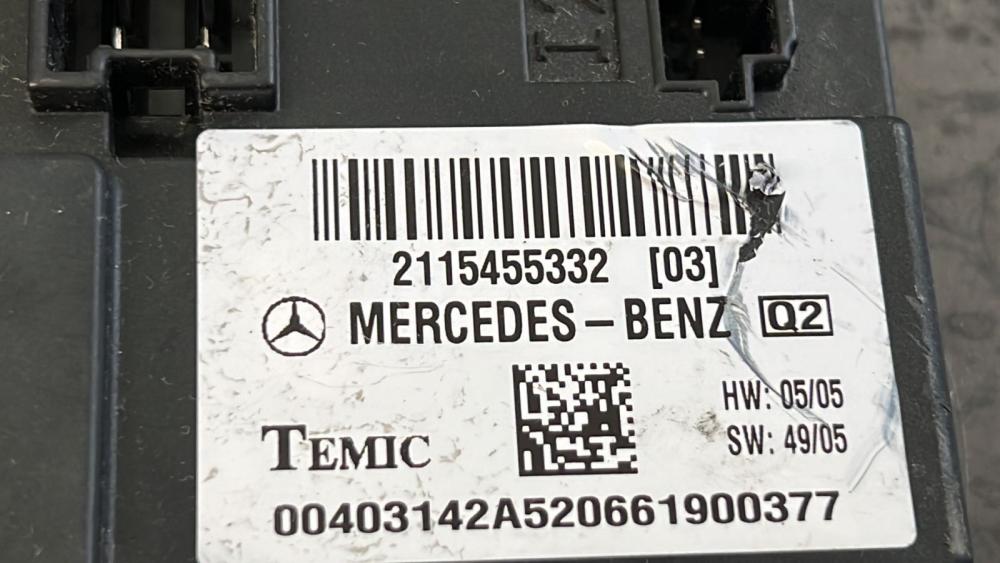 2115455332 [03]
MERCEDES-BENZ Q2
HW: 05/05
SW: 49/05
TEMIC
00403142A520661900377